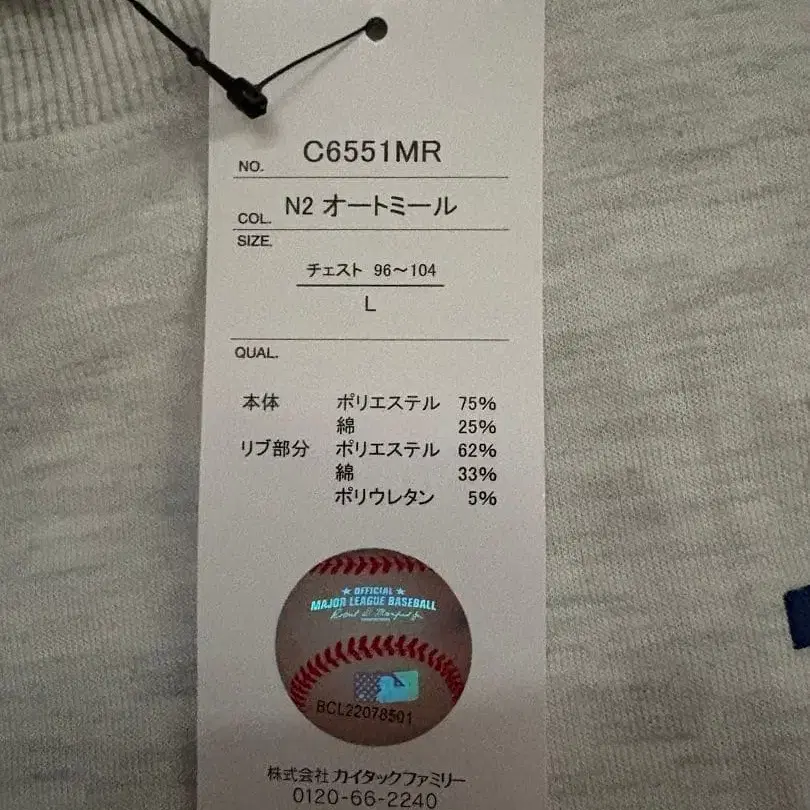 NO. C6551MR
COL. N2 オートミール
SIZE.
チェスト 96〜104
L
QUAL.
本体 ポリエステル 75%
綿 25%
リブ部分 ポリエステル 62%
綿 33%
ポリウレタン 5%
★ OFFICIAL ★
MAJOR LEAGUE BASEBALL
BCL22078501
株式会社 カイタックファミリー
0120-66-2240